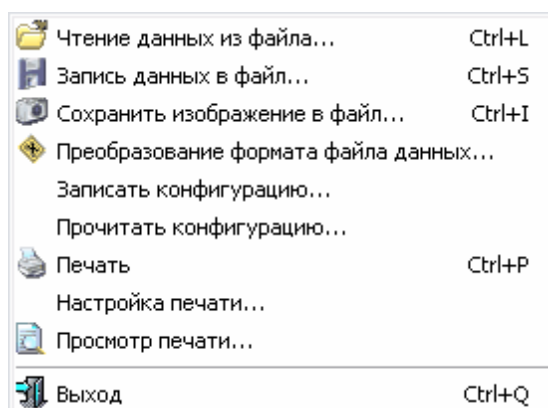 Чтение данных из файла... Ctrl+L
Запись данных в файл... Ctrl+S
Сохранить изображение в файл... Ctrl+I
Преобразование формата файла данных...
Записать конфигурацию...
Прочитать конфигурацию...
Печать Ctrl+P
Настройка печати...
Просмотр печати...
Выход Ctrl+Q